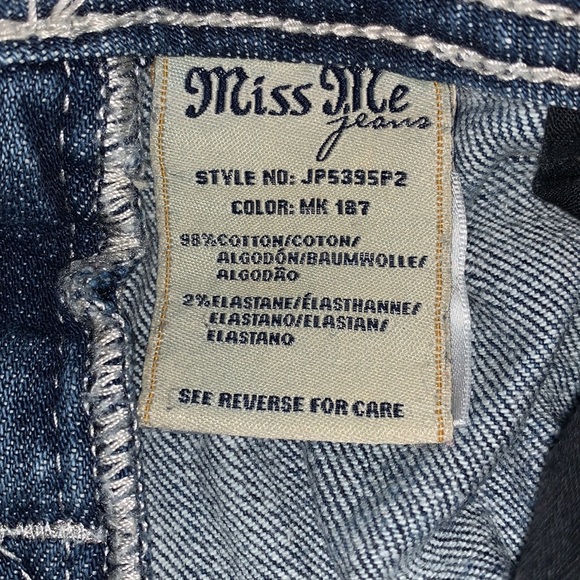 Miss Me
jeans
STYLE NO: JP5395P2
COLOR: MK 187
98%COTTON/COTON/
ALGODÓN/BAUMWOLLE/
ALGODÃO
2%ELASTANE/ÉLASTHANNE/
ELASTANO/ELASTAN/
ELASTANO
SEE REVERSE FOR CARE